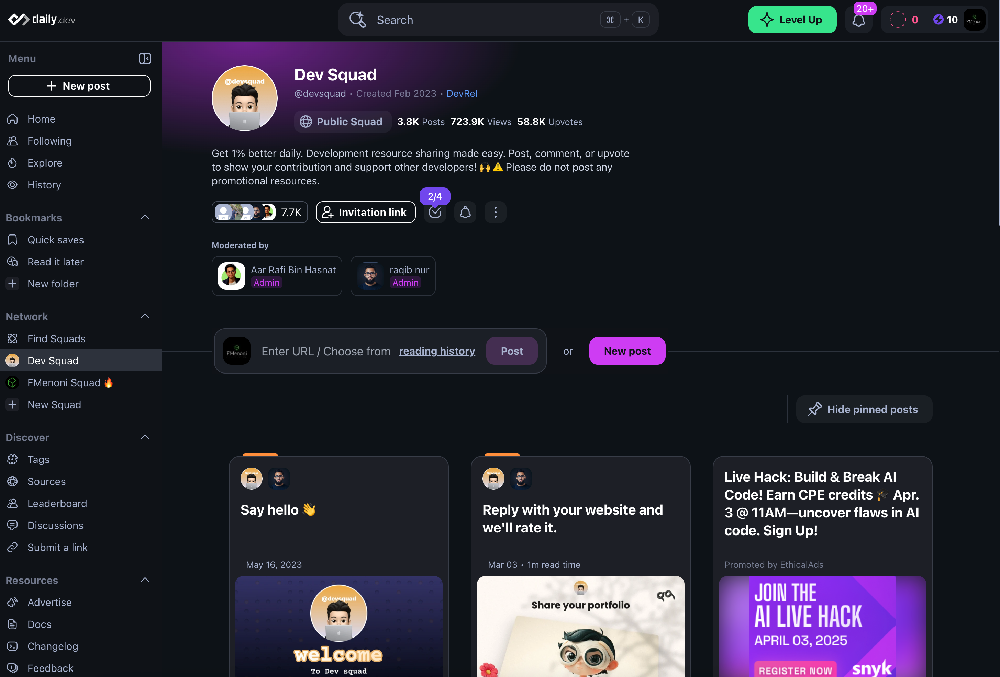 daily.dev
Search
⌘ + K
Level Up
20+
0
10
FMenoni
Menu
New post
Home
Following
Explore
History
Bookmarks
Quick saves
Read it later
New folder
Network
Find Squads
Dev Squad
FMenoni Squad 🔥
New Squad
Discover
Tags
Sources
Leaderboard
Discussions
Submit a link
Resources
Advertise
Docs
Changelog
Feedback
@devsquad
Dev Squad
@devsquad • Created Feb 2023 • DevRel
Public Squad 3.8K Posts 723.9K Views 58.8K Upvotes
Get 1% better daily. Development resource sharing made easy. Post, comment, or upvote
to show your contribution and support other developers! 🙌 ⚠️ Please do not post any
promotional resources.
2/4
7.7K
Invitation link
Moderated by
Aar Rafi Bin Hasnat
Admin
raqib nur
Admin
FMenoni
Enter URL / Choose from reading history
Post
or
New post
Hide pinned posts
Say hello 👋
May 16, 2023
@devsquad
welcome
To Dev squad
Reply with your website and
we'll rate it.
Mar 03 • 1m read time
Share your portfolio
Live Hack: Build & Break AI
Code! Earn CPE credits 🎓 Apr.
3 @ 11AM—uncover flaws in AI
code. Sign Up!
Promoted by EthicalAds
JOIN THE
AI LIVE HACK
APRIL 03, 2025
REGISTER NOW
snyk